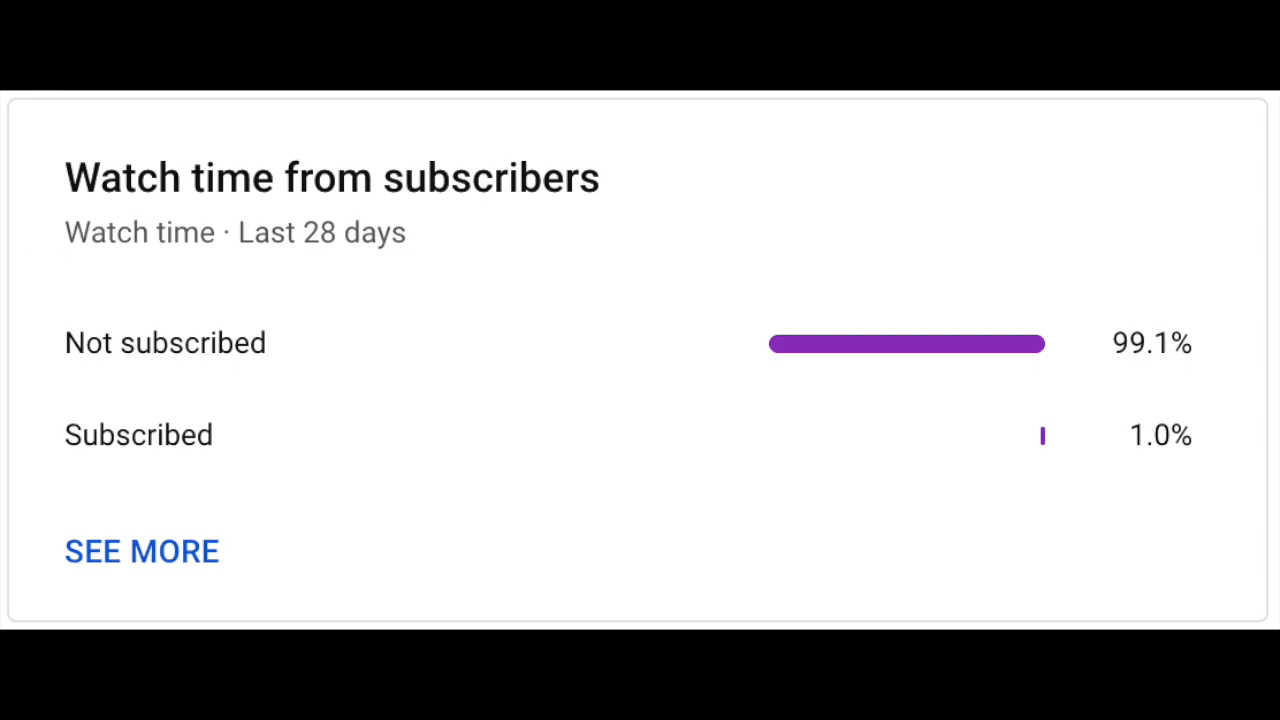 Watch time from subscribers
Watch time · Last 28 days
Not subscribed 99.1%
Subscribed 1.0%
SEE MORE